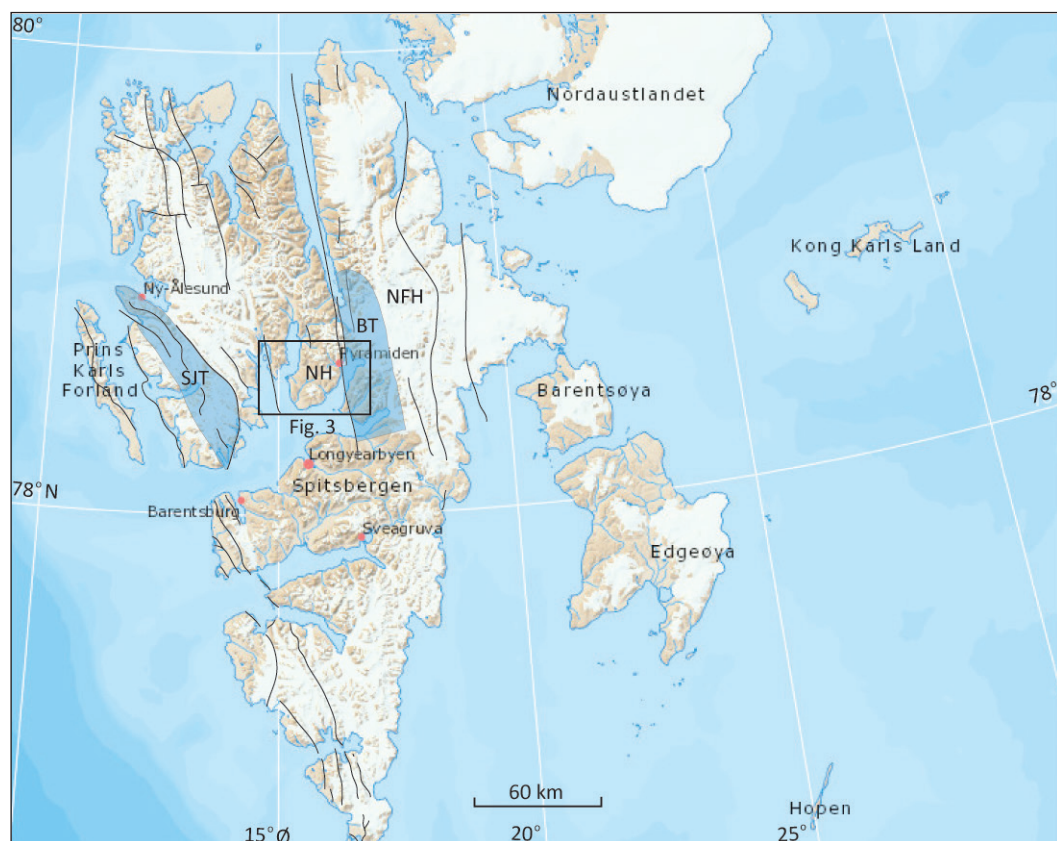 80°
Nordaustlandet
Kong Karls Land
Ny-Ålesund
NFH
BT
Prins
Karls
Forland
SJT
NH
Pyramiden
Barentsøya
78°
Fig. 3
Longyearbyen
78° N
Spitsbergen
Barentsburg
Sveagruva
Edgeøya
60 km
Hopen
15° Ø
20°
25°